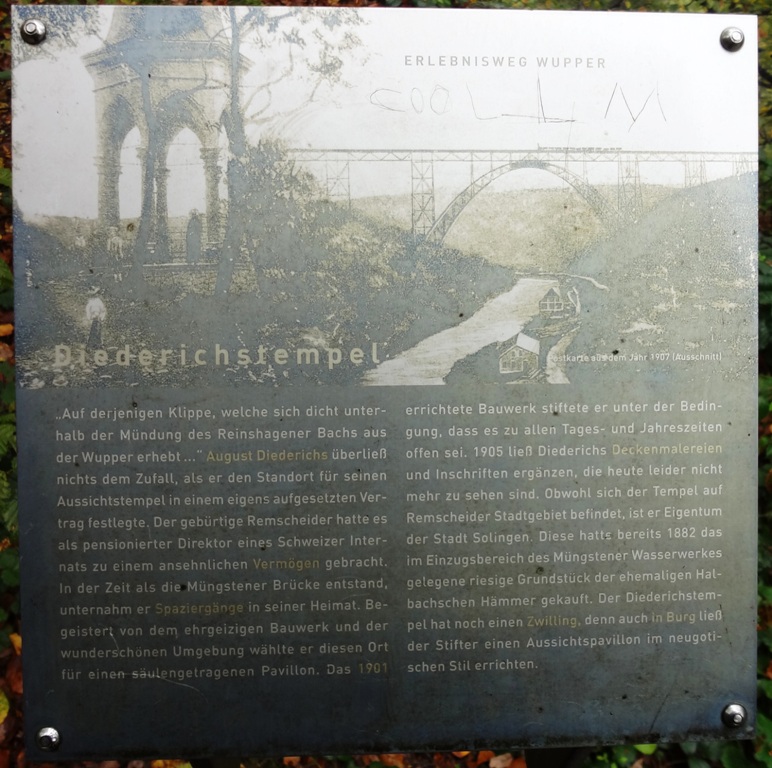 ERLEBNISWEG WUPPER
COOL LM
Diederichstempel
Postkarte aus dem Jahr 1907 (Ausschnitt)
„Auf derjenigen Klippe, welche sich dicht unter-
halb der Mündung des Reinshagener Bachs aus
der Wupper erhebt ...“ August Diederichs überließ
nichts dem Zufall, als er den Standort für seinen
Aussichtstempel in einem eigens aufgesetzten Ver-
trag festlegte. Der gebürtige Remscheider hatte es
als pensionierter Direktor eines Schweizer Inter-
nats zu einem ansehnlichen Vermögen gebracht.
In der Zeit als die Müngstener Brücke entstand,
unternahm er Spaziergänge in seiner Heimat. Be-
geistert von dem ehrgeizigen Bauwerk und der
wunderschönen Umgebung wählte er diesen Ort
für einen säulengetragenen Pavillon. Das 1901
errichtete Bauwerk stiftete er unter der Bedin-
gung, dass es zu allen Tages- und Jahreszeiten
offen sei. 1905 ließ Diederichs Deckenmalereien
und Inschriften ergänzen, die heute leider nicht
mehr zu sehen sind. Obwohl sich der Tempel auf
Remscheider Stadtgebiet befindet, ist er Eigentum
der Stadt Solingen. Diese hatte bereits 1882 das
im Einzugsbereich des Müngstener Wasserwerkes
gelegene riesige Grundstück der ehemaligen Hal-
bachschen Hämmer gekauft. Der Diederichstem-
pel hat noch einen Zwilling, denn auch in Burg ließ
der Stifter einen Aussichtspavillon im neugoti-
schen Stil errichten.